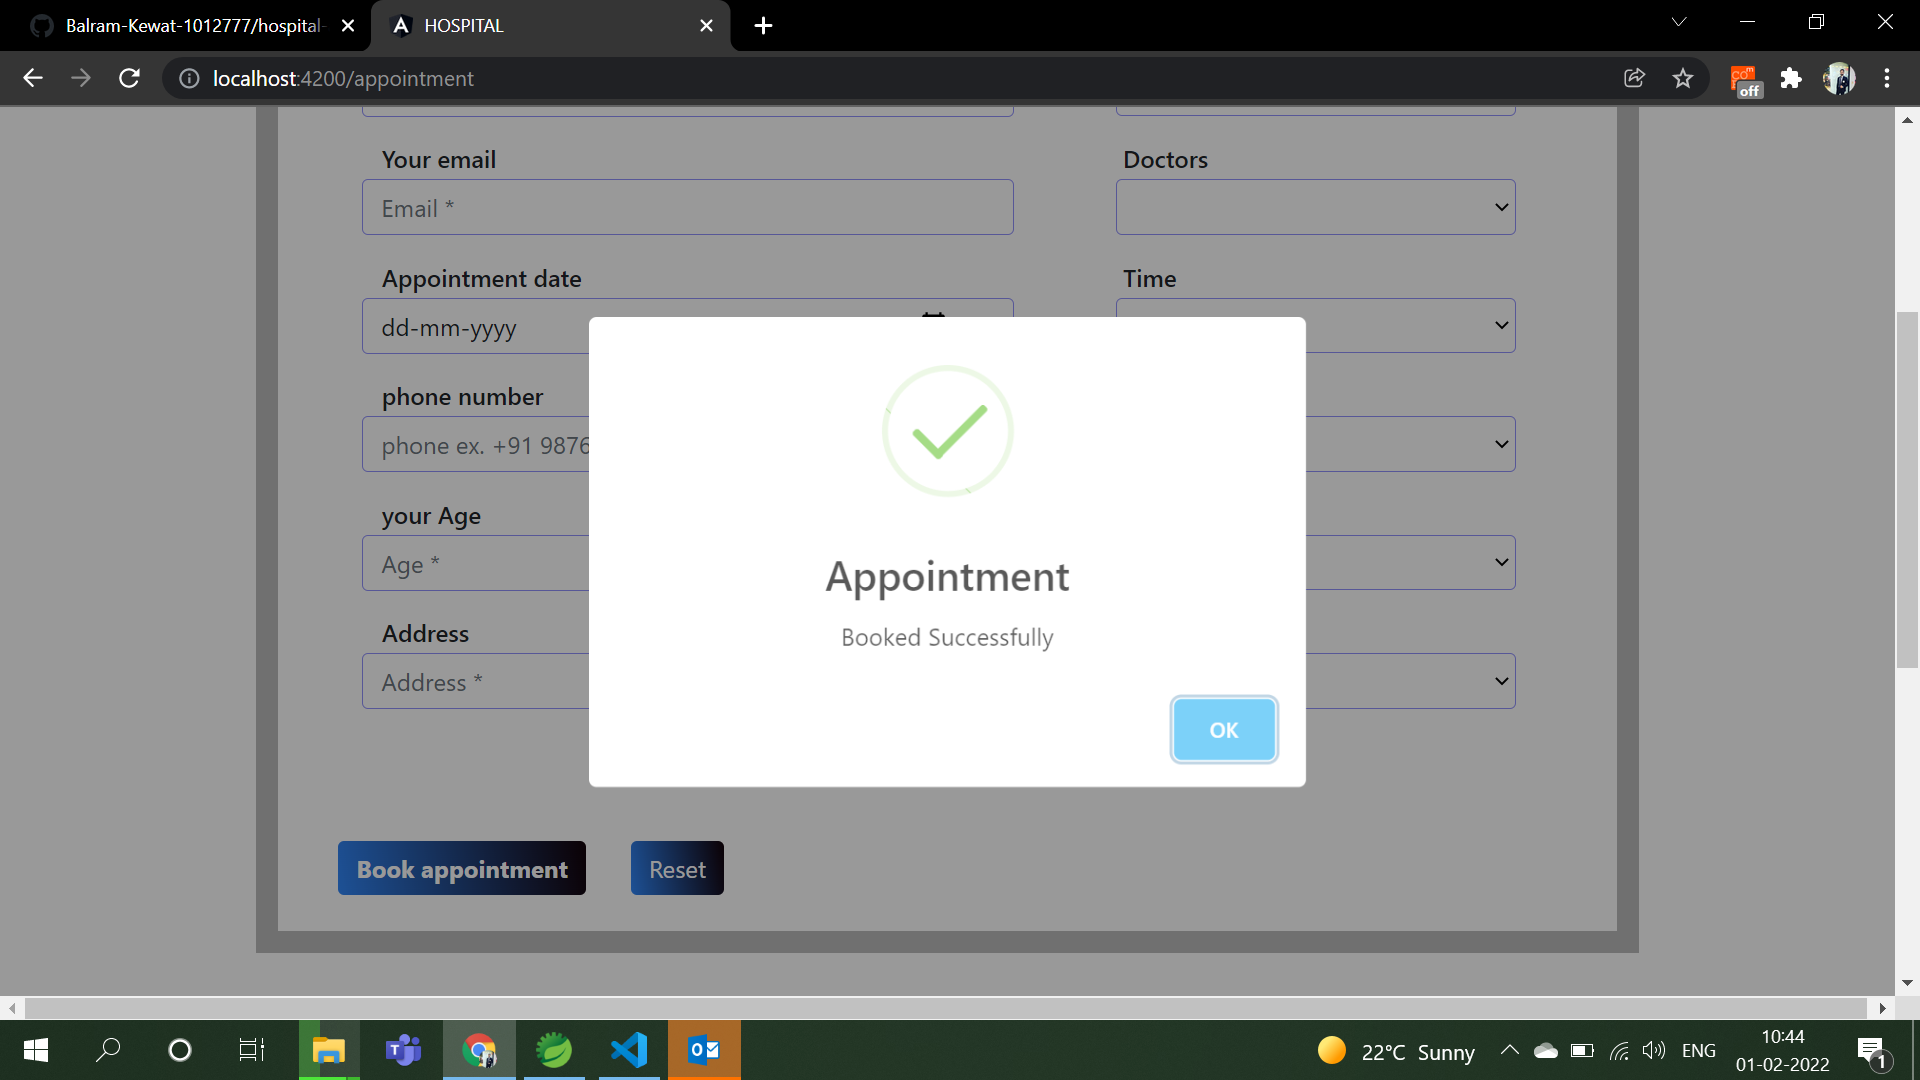 Balram-Kewat-1012777/hospital-
HOSPITAL
localhost:4200/appointment
off
Your email
Doctors
Email *
Appointment date
Time
dd-mm-yyyy
phone number
phone ex. +91 9876
your Age
Age *
Address
Address *
Appointment
Booked Successfully
OK
Book appointment
Reset
22°C Sunny
ENG
10:44
01-02-2022
1